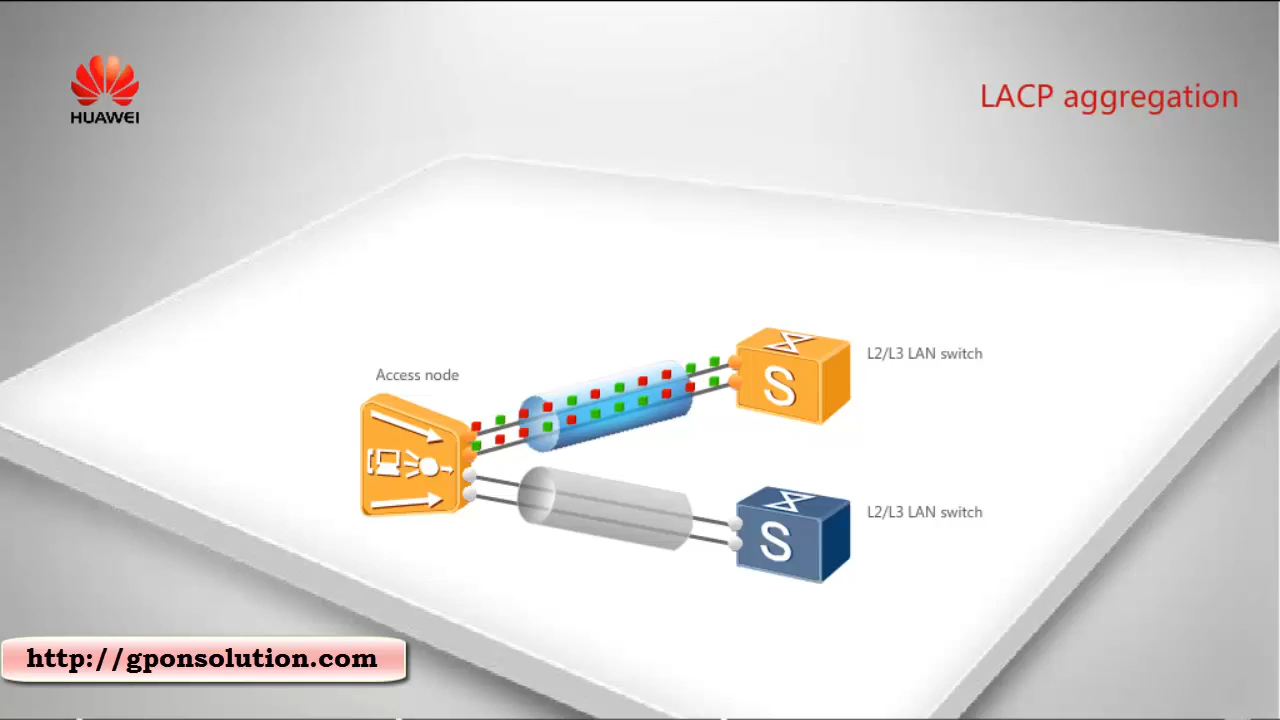 HUAWEI
LACP aggregation
L2/L3 LAN switch
S
Access node
L2/L3 LAN switch
S
http://gponsolution.com